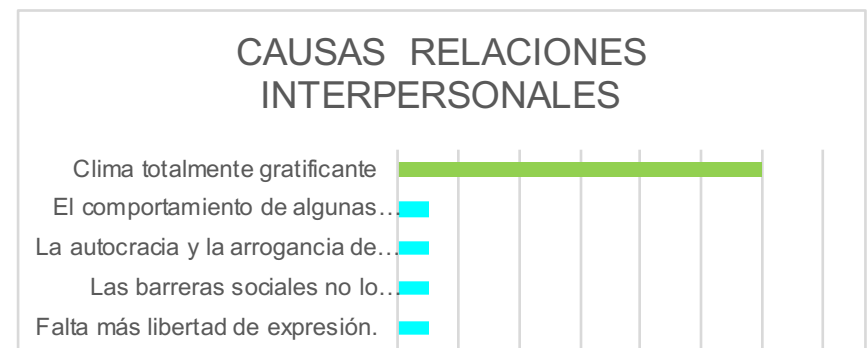 CAUSAS RELACIONES
INTERPERSONALES
Clima totalmente gratificante
El comportamiento de algunas…
La autocracia y la arrogancia de…
Las barreras sociales no lo…
Falta más libertad de expresión.